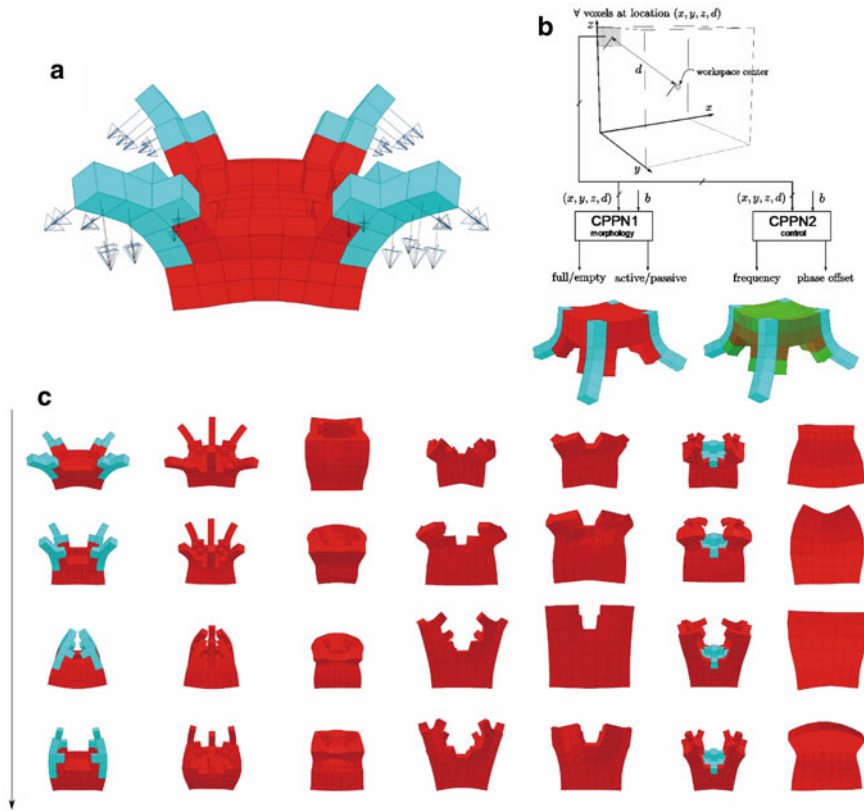 a
b
∀ voxels at location (x, y, z, d)
z
d
workspace center
x
y
(x, y, z, d) b
(x, y, z, d) b
CPPN1
morphology
CPPN2
control
full/empty active/passive
frequency phase offset
c